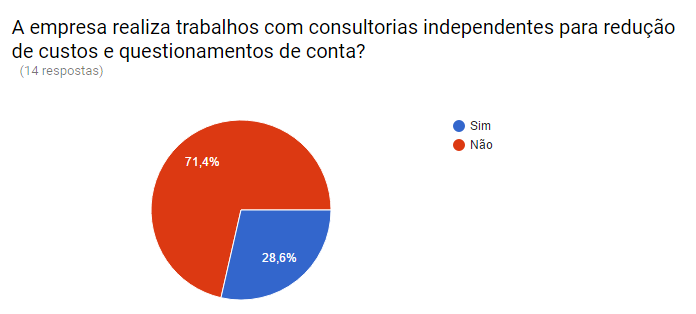 A empresa realiza trabalhos com consultorias independentes para redução
de custos e questionamentos de conta?
(14 respostas)
Sim
Não
71,4%
28,6%